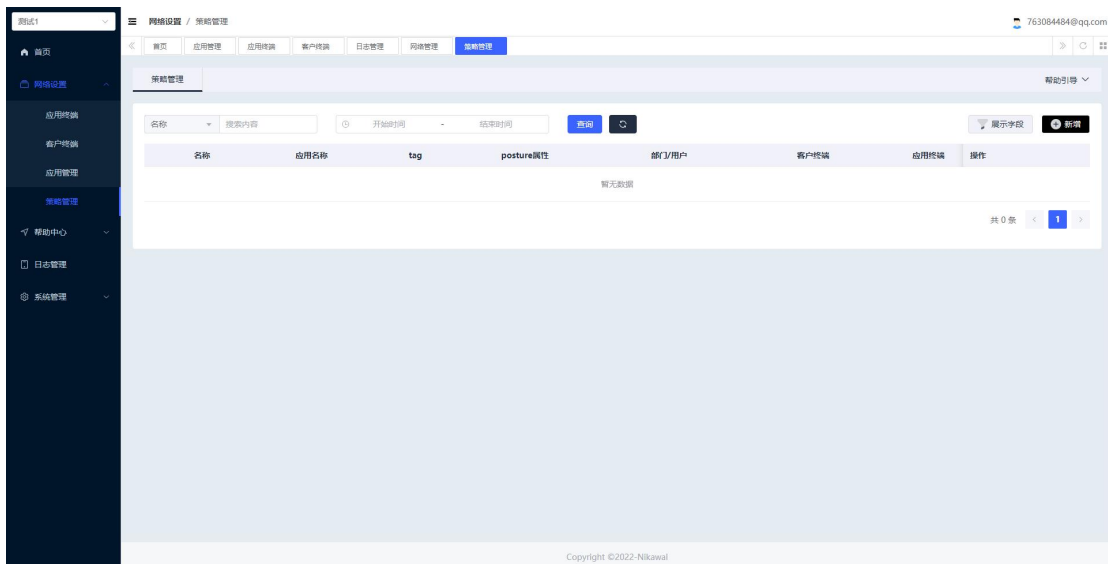 测试1
网络设置 / 策略管理
763084484@qq.com
首页 应用管理 应用终端 客户终端 日志管理 网络管理 策略管理
首页
网络设置
应用终端
客户终端
应用管理
策略管理
帮助中心
日志管理
系统管理
策略管理
帮助引导
名称 搜索内容 开始时间 - 结束时间 查询 展示字段 新增
名称 应用名称 tag posture属性 部门/用户 客户终端 应用终端 操作
暂无数据
共 0 条 1
Copyright ©2022-Nikawai